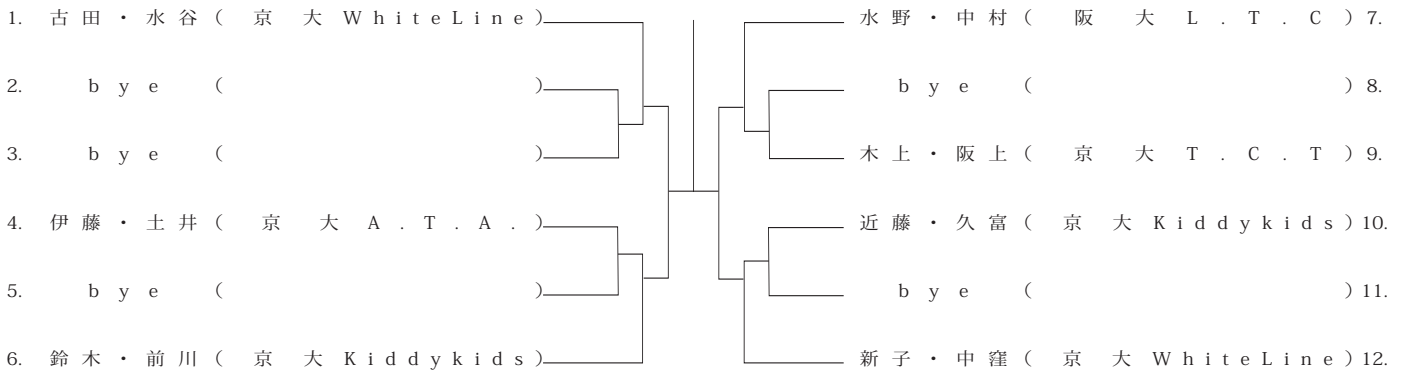 1. 古田・水谷(京大WhiteLine)
2. bye ( )
3. bye ( )
4. 伊藤・土井(京大A.T.A.)
5. bye ( )
6. 鈴木・前川(京大Kiddykids)
水野・中村(阪大L.T.C)7.
bye ( )8.
木上・阪上(京大T.C.T)9.
近藤・久富(京大Kiddykids)10.
bye ( )11.
新子・中窪(京大WhiteLine)12.